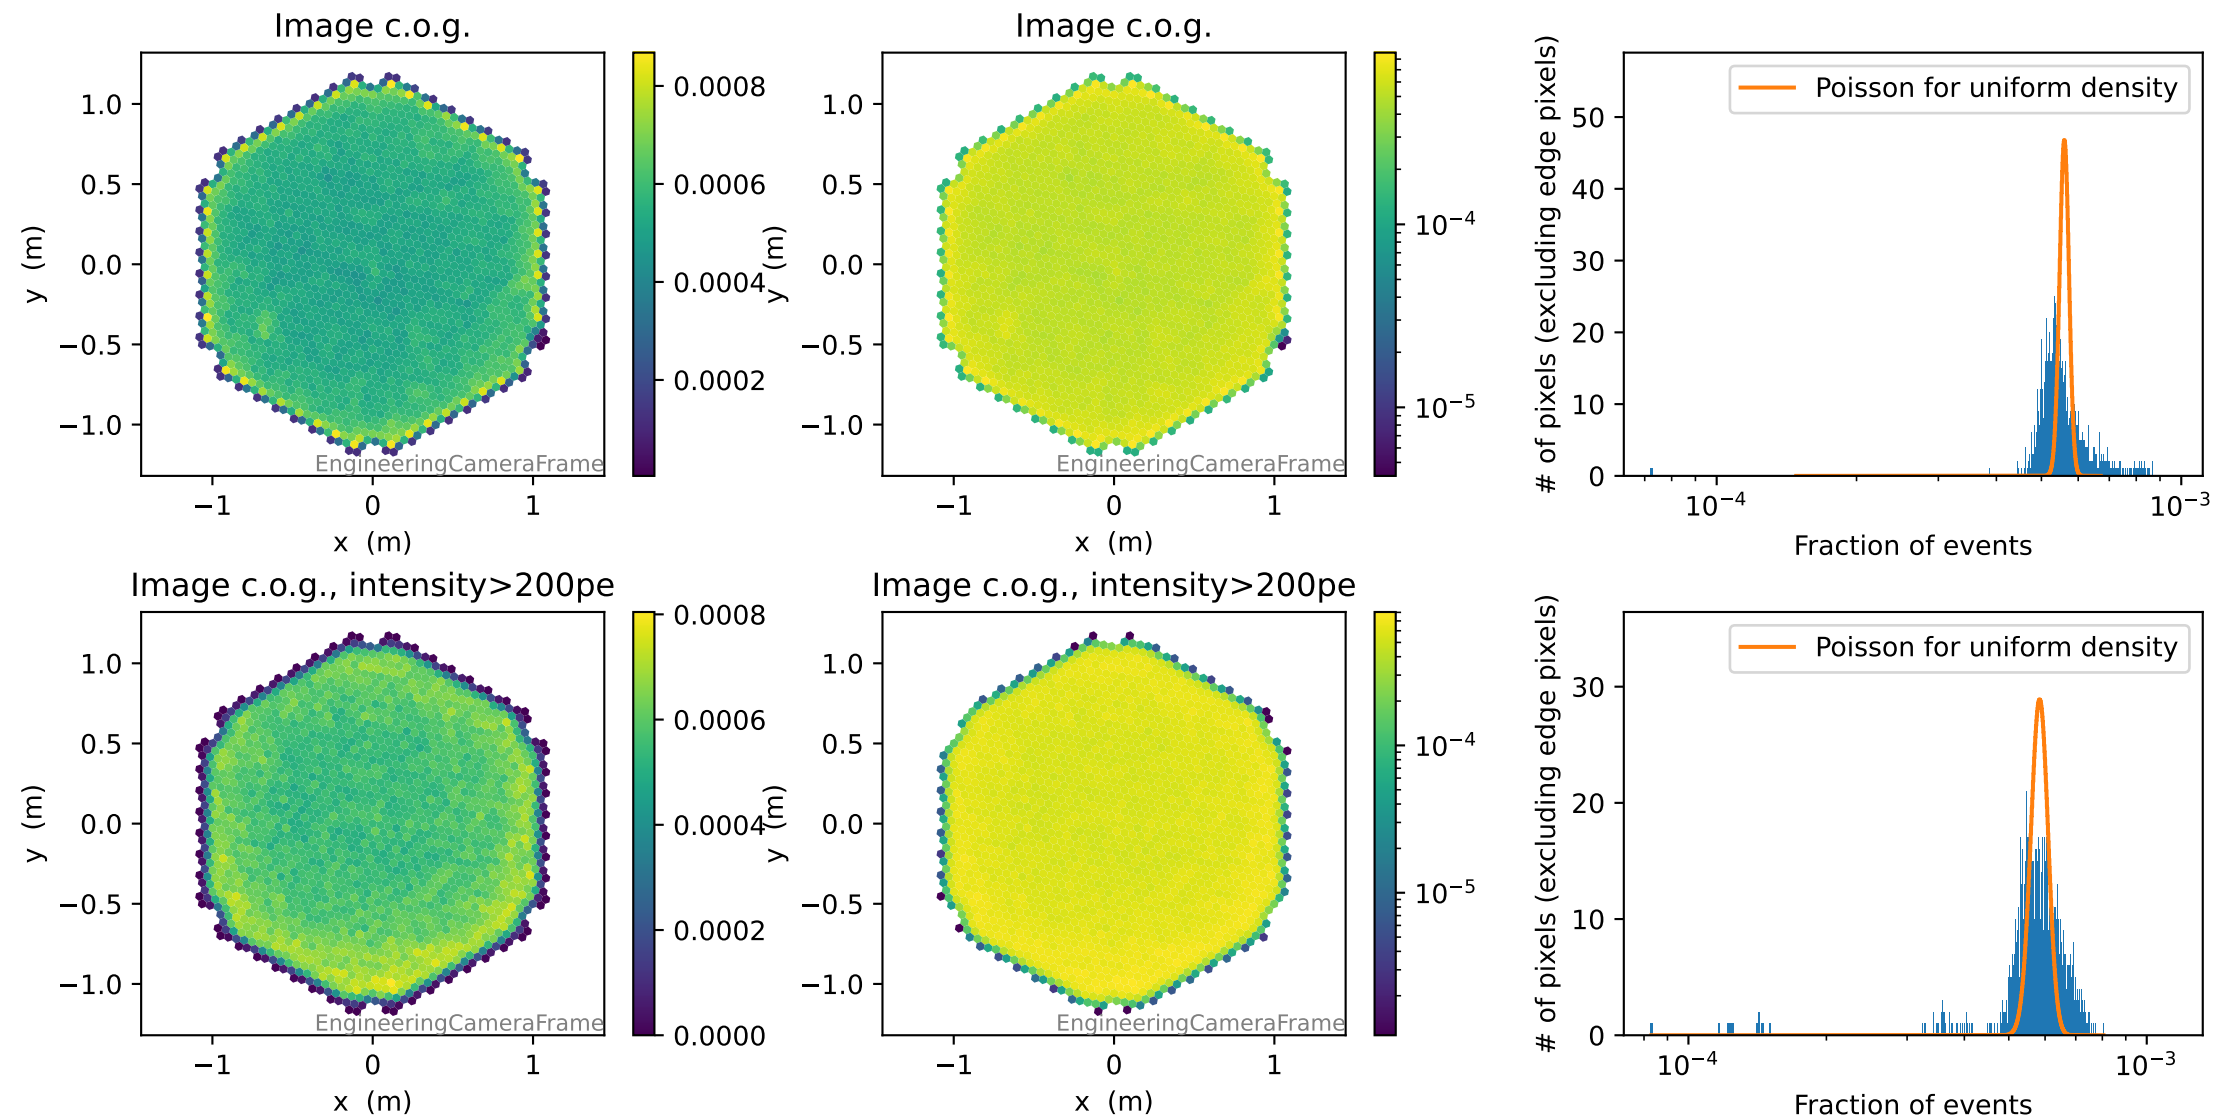 Image c.o.g.
1.0
0.5
0.0
−0.5
−1.0
y (m)
−1 0 1
x (m)
EngineeringCameraFrame
0.0008
0.0006
0.0004
0.0002
Image c.o.g.
1.0
0.5
0.0
−0.5
−1.0
y (m)
−1 0 1
x (m)
EngineeringCameraFrame
10⁻⁴
10⁻⁵
Poisson for uniform density
# of pixels (excluding edge pixels)
50
40
30
20
10
0
10⁻⁴ 10⁻³
Fraction of events
Image c.o.g., intensity>200pe
1.0
0.5
0.0
−0.5
−1.0
y (m)
−1 0 1
x (m)
EngineeringCameraFrame
0.0008
0.0006
0.0004
0.0002
0.0000
Image c.o.g., intensity>200pe
1.0
0.5
0.0
−0.5
−1.0
y (m)
−1 0 1
x (m)
EngineeringCameraFrame
10⁻⁴
10⁻⁵
Poisson for uniform density
# of pixels (excluding edge pixels)
30
20
10
0
10⁻⁴ 10⁻³
Fraction of events